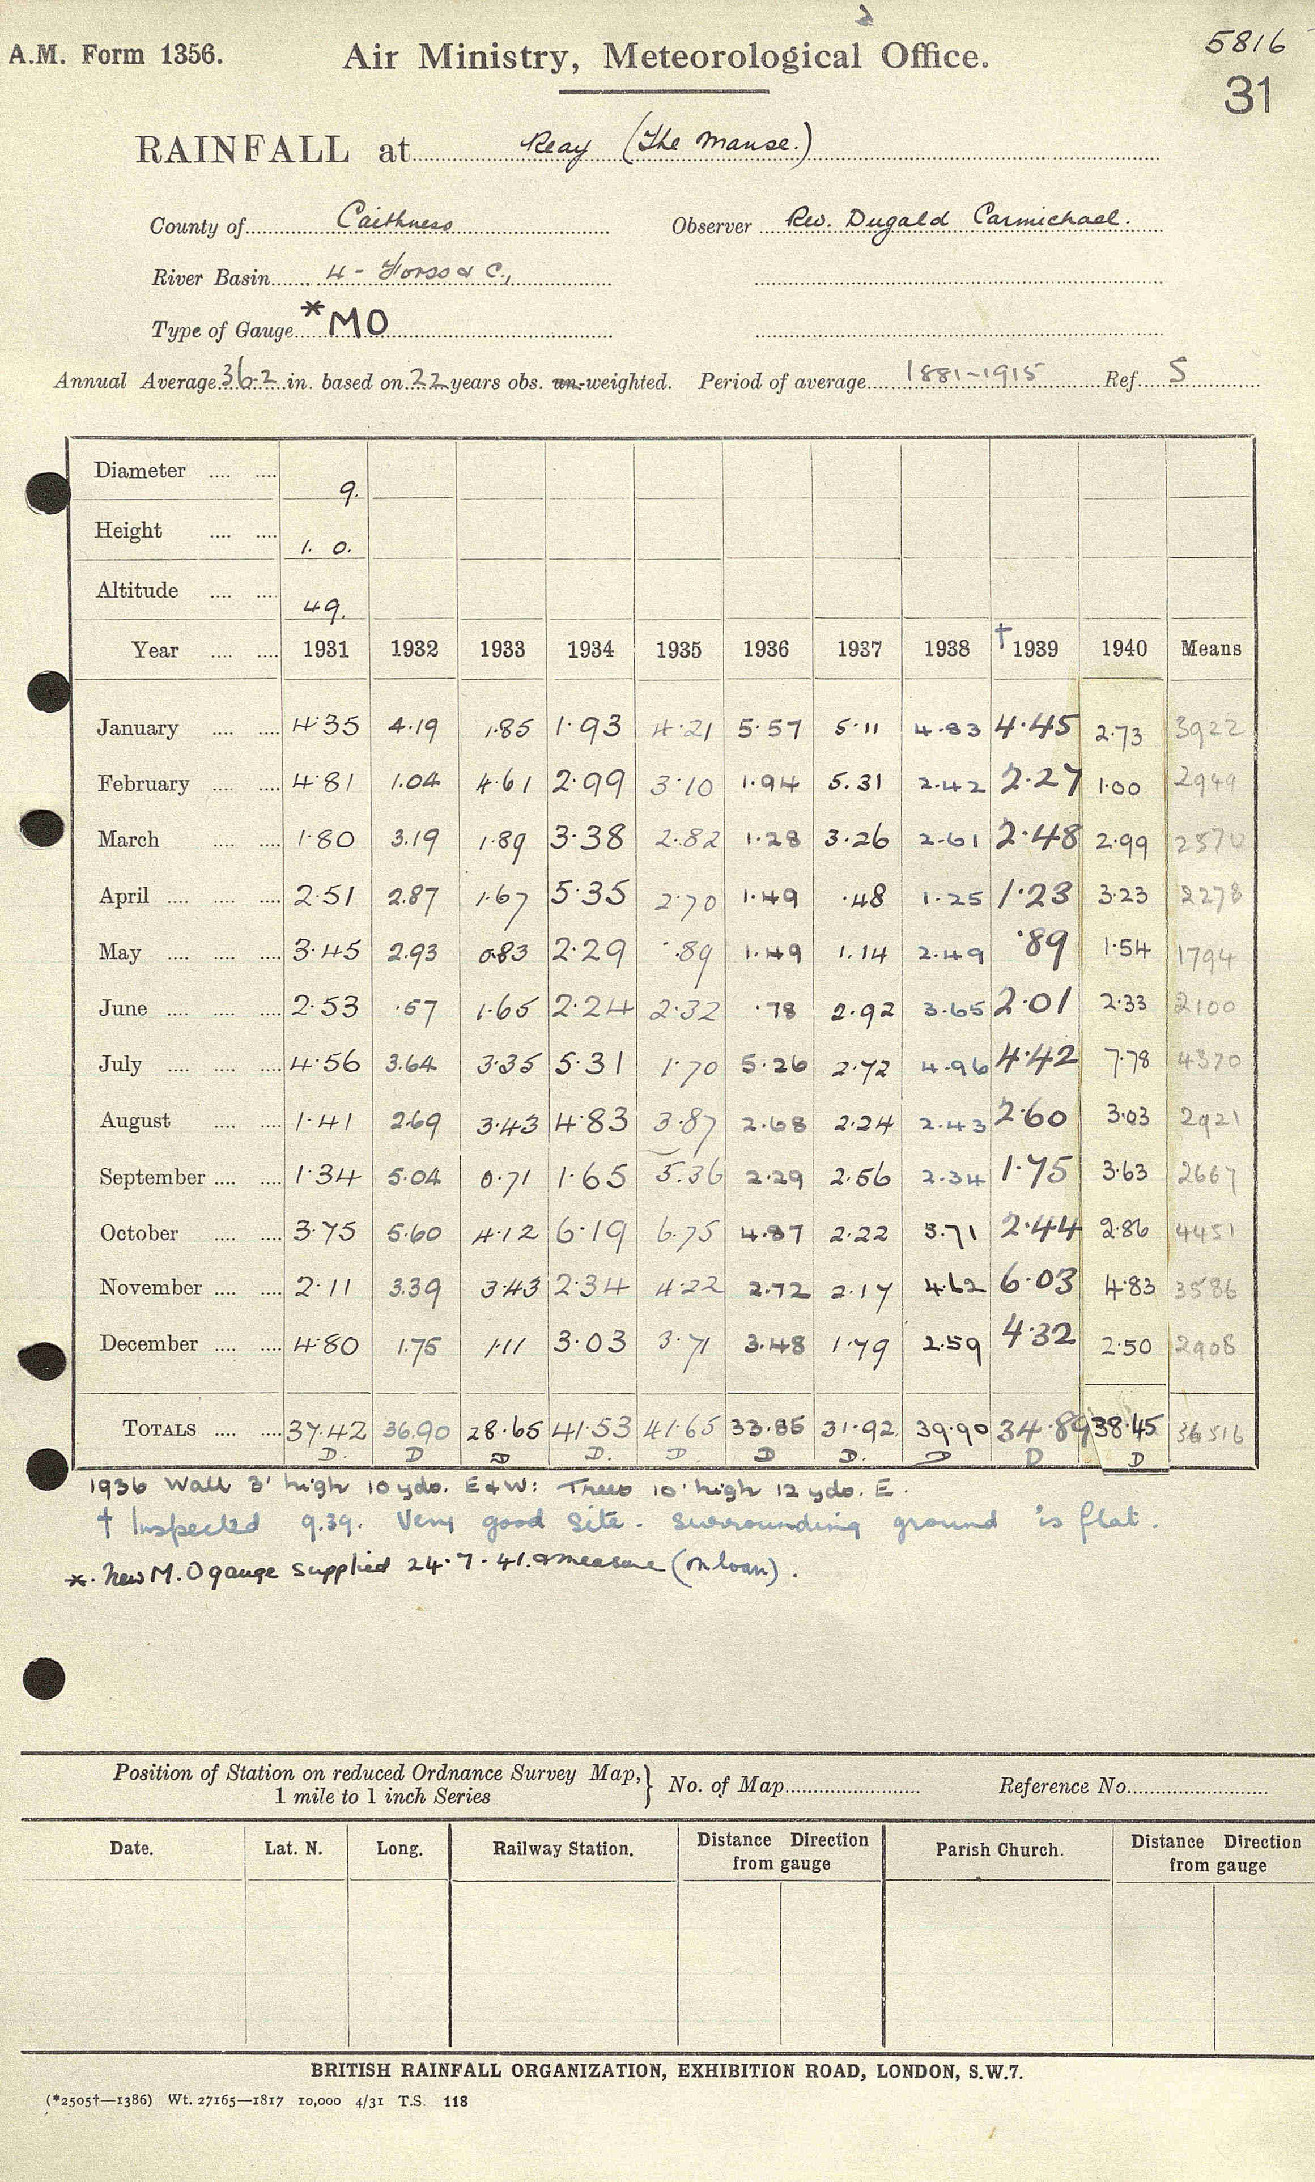 A.M. Form 1356.
Air Ministry, Meteorological Office.
5816
31
RAINFALL at Reay (The Manse.)
County of Caithness Observer Rev. Dugald Carmichael.
River Basin 4 - Forss & C.,
Type of Gauge *MO
Annual Average 36.2 in. based on 22 years obs. un-weighted. Period of average 1881-1915 Ref. S
Diameter 9.
Height 1. 0.
Altitude 49.
Year 1931 1932 1933 1934 1935 1936 1937 1938 †1939 1940 Means
January 4.35 4.19 1.85 1.93 4.21 5.57 5.11 4.83 4.45 2.73 3922
February 4.81 1.04 4.61 2.99 3.10 1.94 5.31 2.42 2.27 1.00 2949
March 1.80 3.19 1.89 3.38 2.82 1.28 3.26 2.61 2.48 2.99 2570
April 2.51 2.87 1.67 5.35 2.70 1.49 .48 1.25 1.23 3.23 2278
May 3.45 2.93 0.83 2.29 .89 1.49 1.14 2.49 .89 1.54 1794
June 2.53 .57 1.65 2.24 2.32 .78 2.92 3.65 2.01 2.33 2100
July 4.56 3.64 3.35 5.31 1.70 5.26 2.72 4.96 4.42 7.78 4370
August 1.41 2.69 3.43 4.83 3.87 2.68 2.24 2.43 2.60 3.03 2921
September 1.34 5.04 0.71 1.65 5.36 2.29 2.56 2.34 1.75 3.63 2667
October 3.75 5.60 4.12 6.19 6.75 4.87 2.22 3.71 2.44 2.86 4451
November 2.11 3.39 3.43 2.34 4.22 2.72 2.17 4.62 6.03 4.83 3586
December 4.80 1.75 1.11 3.03 3.71 3.48 1.79 2.59 4.32 2.50 2908
TOTALS 37.42 36.90 28.65 41.53 41.65 33.85 31.92 39.90 34.89 38.45 36516
D. D D D. D D D. D D D
1936 Wall 3' high 10 yds. E & W: Trees 10' high 12 yds. E.
† Inspected 9.39. Very good site. Surrounding ground is flat.
*. New M.O gauge supplied 24.7.41. & measure (on loan).
Position of Station on reduced Ordnance Survey Map, } No. of Map Reference No.
1 mile to 1 inch Series
Date. Lat. N. Long. Railway Station. Distance Direction Parish Church. Distance Direction
from gauge from gauge
BRITISH RAINFALL ORGANIZATION, EXHIBITION ROAD, LONDON, S.W.7.
(*2505†—1386) Wt. 27165—1817 10,000 4/31 T.S. 118